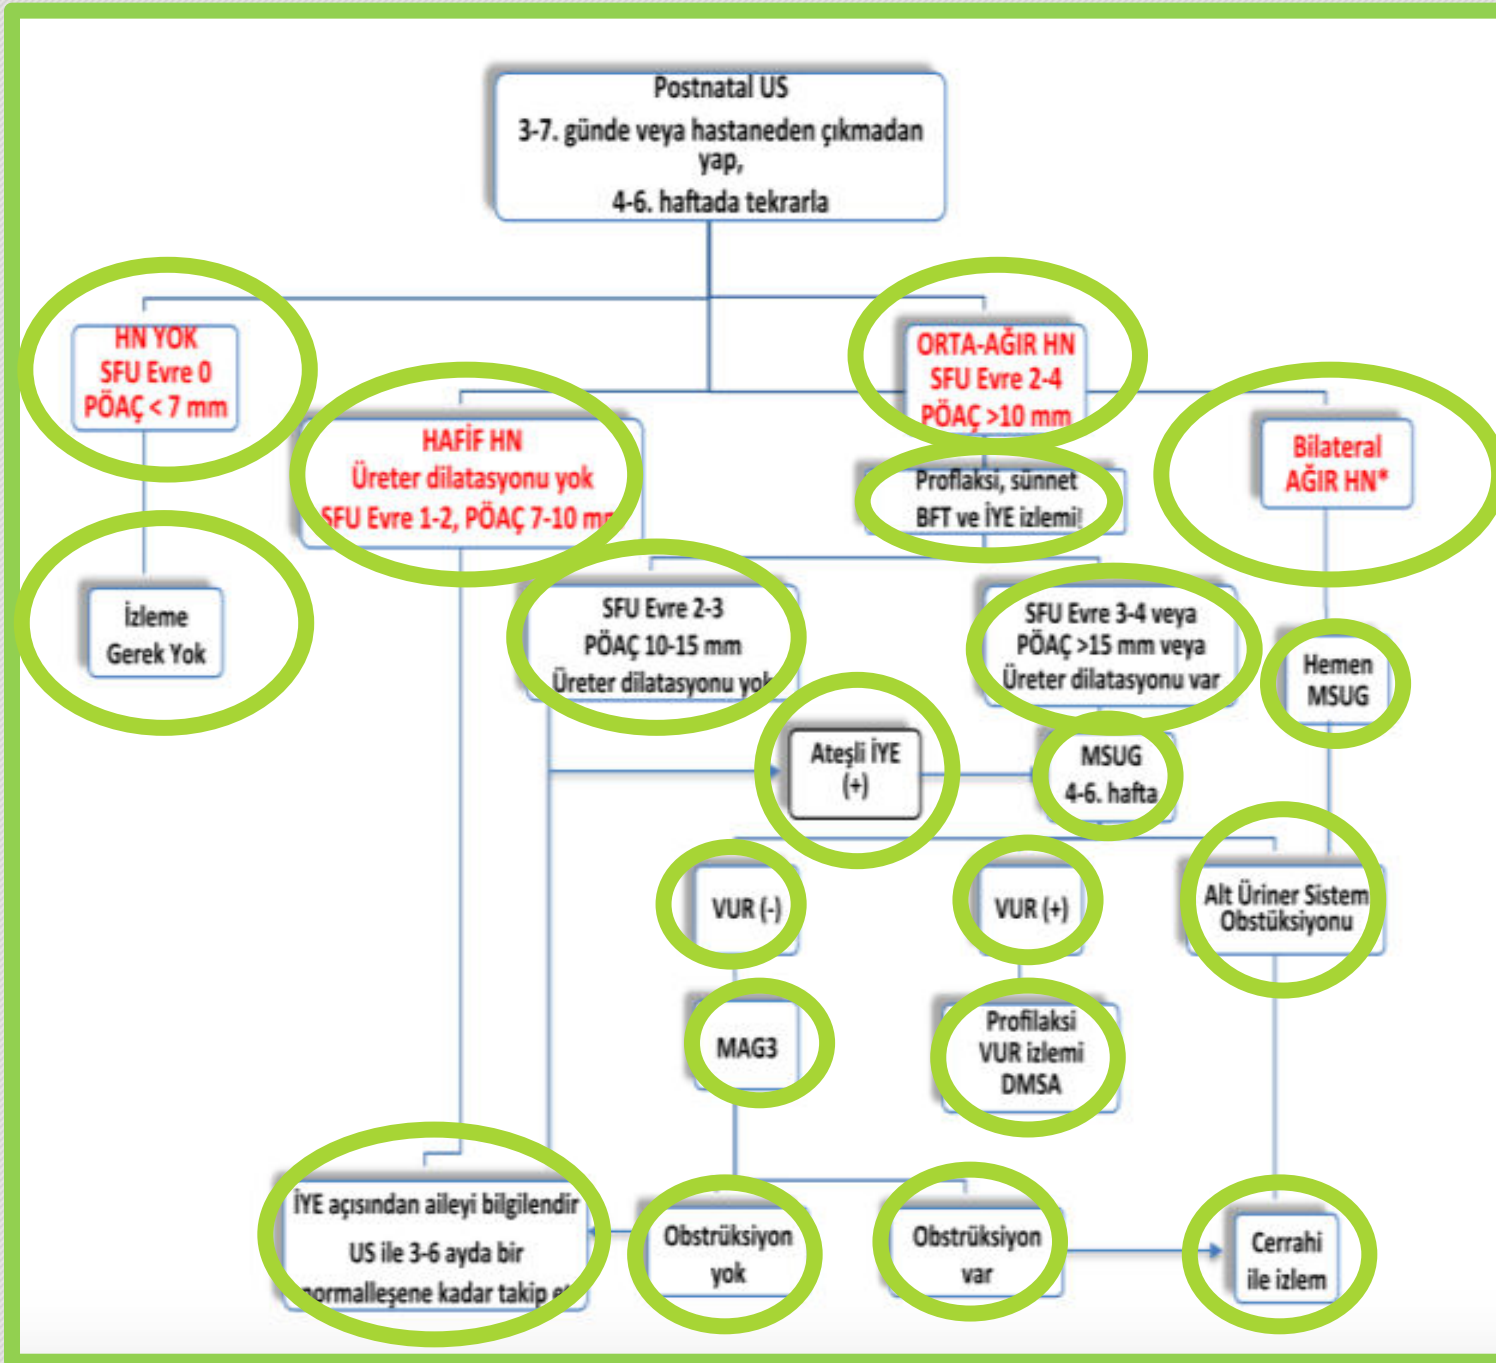 Postnatal US
3-7. günde veya hastaneden çıkmadan
yap,
4-6. haftada tekrarla
HN YOK
SFU Evre 0
PÖAÇ < 7 mm
ORTA-AĞIR HN
SFU Evre 2-4
PÖAÇ >10 mm
HAFİF HN
Üreter dilatasyonu yok
SFU Evre 1-2, PÖAÇ 7-10 mm
Bilateral
AĞIR HN*
Proflaksi, sünnet
BFT ve İYE izlemi!
İzleme
Gerek Yok
SFU Evre 2-3
PÖAÇ 10-15 mm
Üreter dilatasyonu yok
SFU Evre 3-4 veya
PÖAÇ >15 mm veya
Üreter dilatasyonu var
Hemen
MSUG
Ateşli İYE
(+)
MSUG
4-6. hafta
VUR (-)
VUR (+)
Alt Üriner Sistem
Obstüksiyonu
MAG3
Profilaksi
VUR izlemi
DMSA
İYE açısından aileyi bilgilendir
US ile 3-6 ayda bir
normalleşene kadar takip et
Obstrüksiyon
yok
Obstrüksiyon
var
Cerrahi
ile izlem